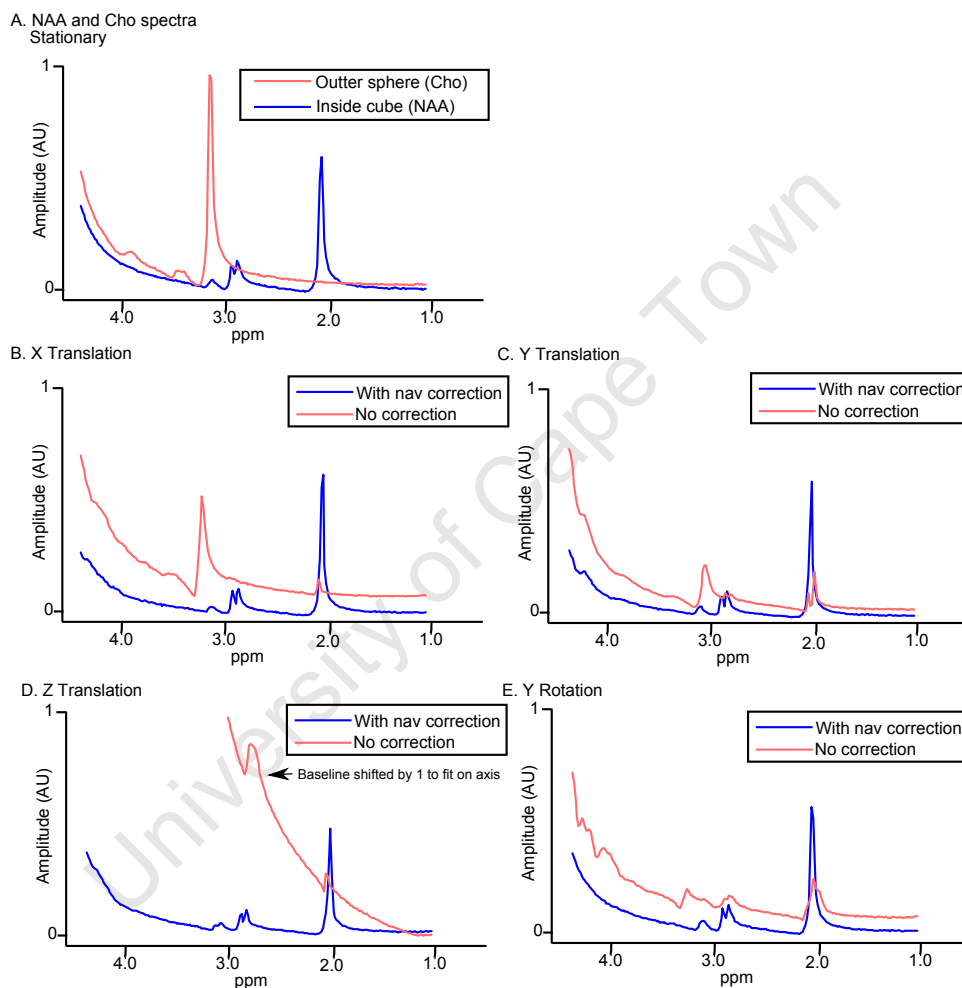 A. NAA and Cho spectra
Stationary
1
Outter sphere (Cho)
Inside cube (NAA)
Amplitude (AU)
0
4.0 3.0 2.0 1.0
ppm
B. X Translation
1
With nav correction
No correction
Amplitude (AU)
0
4.0 3.0 2.0 1.0
ppm
C. Y Translation
1
With nav correction
No correction
Amplitude (AU)
0
4.0 3.0 2.0 1.0
ppm
D. Z Translation
1
With nav correction
No correction
Baseline shifted by 1 to fit on axis
Amplitude (AU)
0
4.0 3.0 2.0 1.0
ppm
E. Y Rotation
1
With nav correction
No correction
Amplitude (AU)
0
4.0 3.0 2.0 1.0
ppm
University of Cape Town